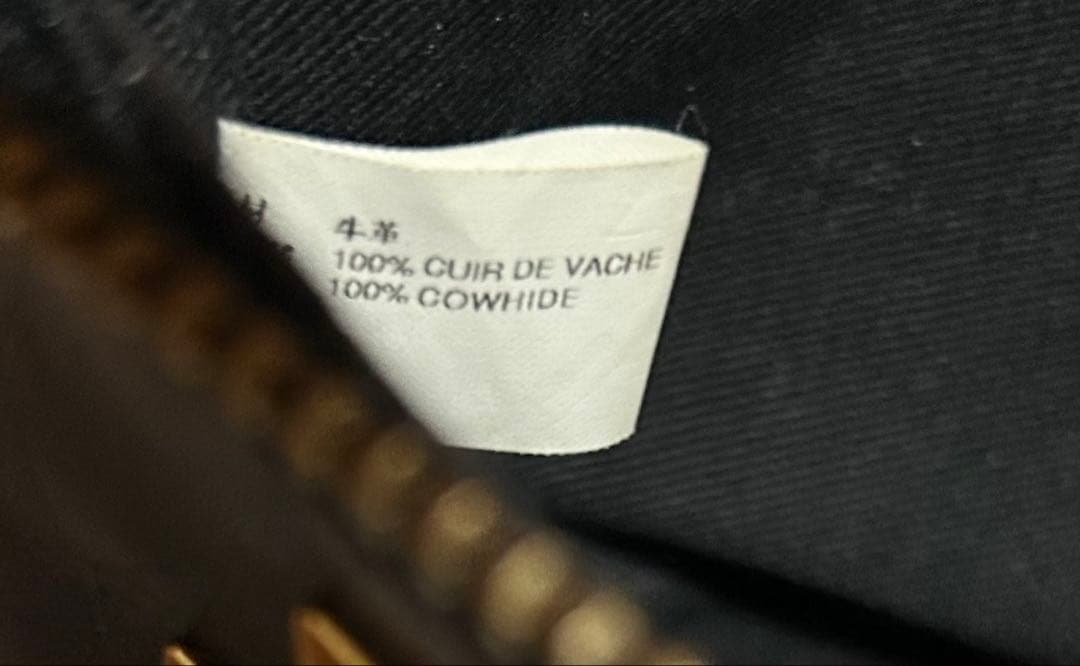 牛革
100% CUIR DE VACHE
100% COWHIDE